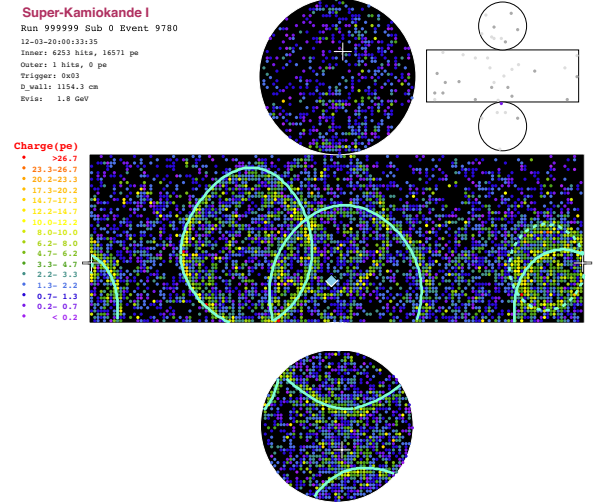 Super-Kamiokande I
Run 999999 Sub 0 Event 9780
12-03-20:00:33:35
Inner: 6253 hits, 16571 pe
Outer: 1 hits, 0 pe
Trigger: 0x03
D_wall: 1154.3 cm
Evis: 1.8 GeV
Charge(pe)
>26.7
23.3-26.7
20.2-23.3
17.3-20.2
14.7-17.3
12.2-14.7
10.0-12.2
8.0-10.0
6.2- 8.0
4.7- 6.2
3.3- 4.7
2.2- 3.3
1.3- 2.2
0.7- 1.3
0.2- 0.7
< 0.2